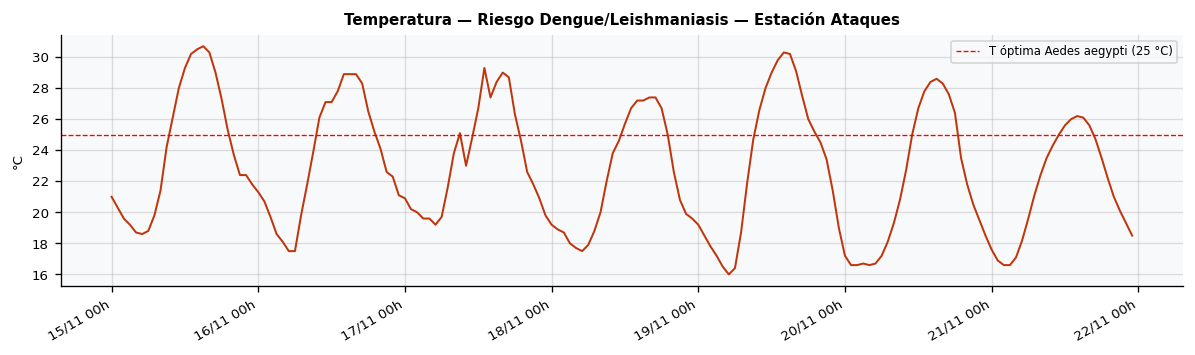 Temperatura — Riesgo Dengue/Leishmaniasis — Estación Ataques
T óptima Aedes aegypti (25 °C)
°C
30
28
26
24
22
20
18
16
15/11 00h
16/11 00h
17/11 00h
18/11 00h
19/11 00h
20/11 00h
21/11 00h
22/11 00h